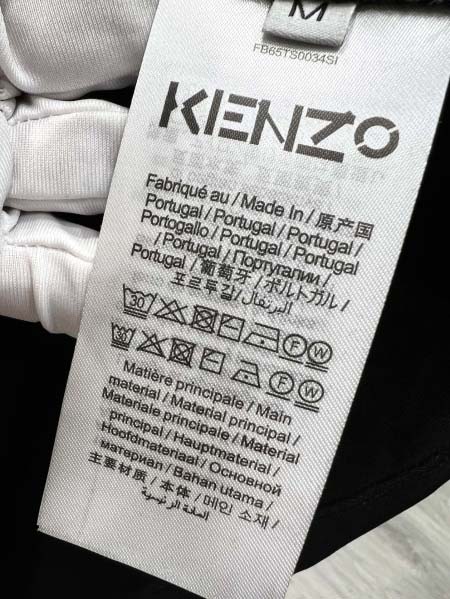 M
FB65TS0034SI
KENZO
Fabriqué au / Made In / 原产国
Portugal / Portugal / Portugal /
Portogallo / Portugal / Portugal
/ Portugal / Португалии /
Portugal / 葡萄牙 / ポルトガル /
포르투갈 / البرتغال /
30 F W
30 F W
Matière principale / Main
material / Material principal /
Materiale principale / Material
principal / Hauptmaterial /
Hoofdmateriaal / Основной
материал / Bahan utama /
主要材质 / 本体 / 메인 소재 /
المادة الرئيسية